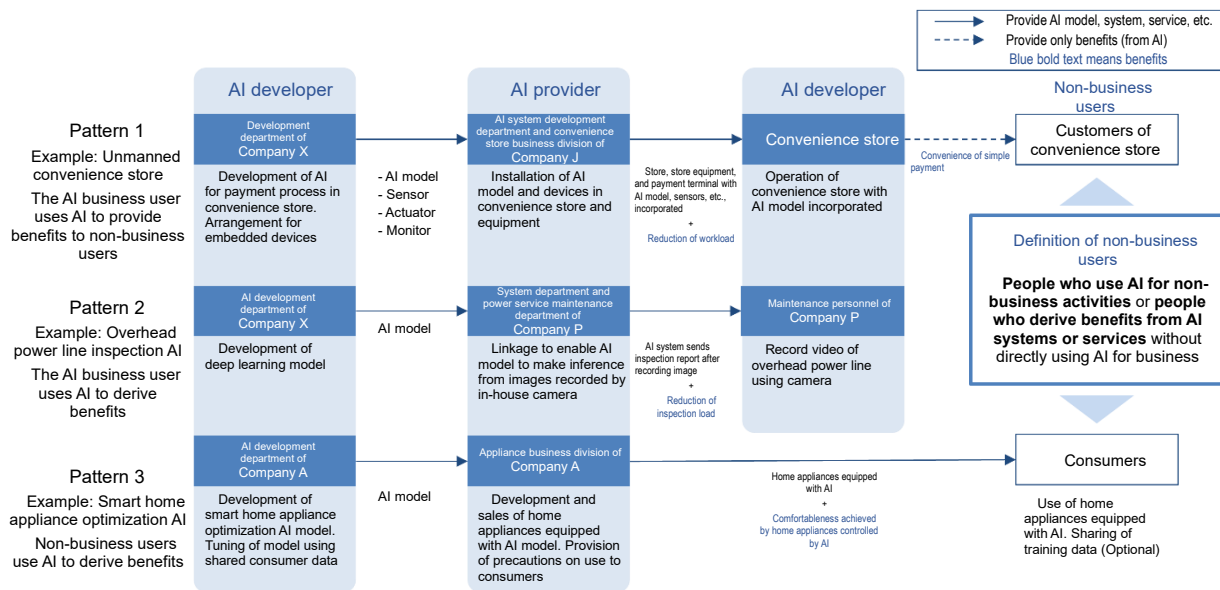 Provide AI model, system, service, etc.
Provide only benefits (from AI)
Blue bold text means benefits
AI developer
AI provider
AI developer
Non-business
users
Pattern 1
Example: Unmanned
convenience store
The AI business user
uses AI to provide
benefits to non-business
users
Development
department of
Company X
Development of AI
for payment process in
convenience store.
Arrangement for
embedded devices
- AI model
- Sensor
- Actuator
- Monitor
AI system development
department and convenience
store business division of
Company J
Installation of AI
model and devices in
convenience store and
equipment
Store, store equipment,
and payment terminal with
AI model, sensors, etc.,
incorporated
+
Reduction of workload
Convenience store
Operation of
convenience store with
AI model incorporated
Convenience of simple
payment
Customers of
convenience store
Pattern 2
Example: Overhead
power line inspection AI
The AI business user
uses AI to derive
benefits
AI development
department of
Company X
Development of
deep learning model
AI model
System department and
power service maintenance
department of
Company P
Linkage to enable AI
model to make inference
from images recorded by
in-house camera
AI system sends
inspection report after
recording image
+
Reduction of
inspection load
Maintenance personnel of
Company P
Record video of
overhead power line
using camera
Definition of non-business
users
People who use AI for non-
business activities or people
who derive benefits from AI
systems or services without
directly using AI for business
Pattern 3
Example: Smart home
appliance optimization AI
Non-business users
use AI to derive benefits
AI development
department of
Company A
Development of
smart home appliance
optimization AI model.
Tuning of model using
shared consumer data
AI model
Appliance business division of
Company A
Development and
sales of home
appliances equipped
with AI model. Provision
of precautions on use to
consumers
Home appliances equipped
with AI
+
Comfortableness achieved
by home appliances controlled
by AI
Consumers
Use of home
appliances equipped
with AI. Sharing of
training data (Optional)